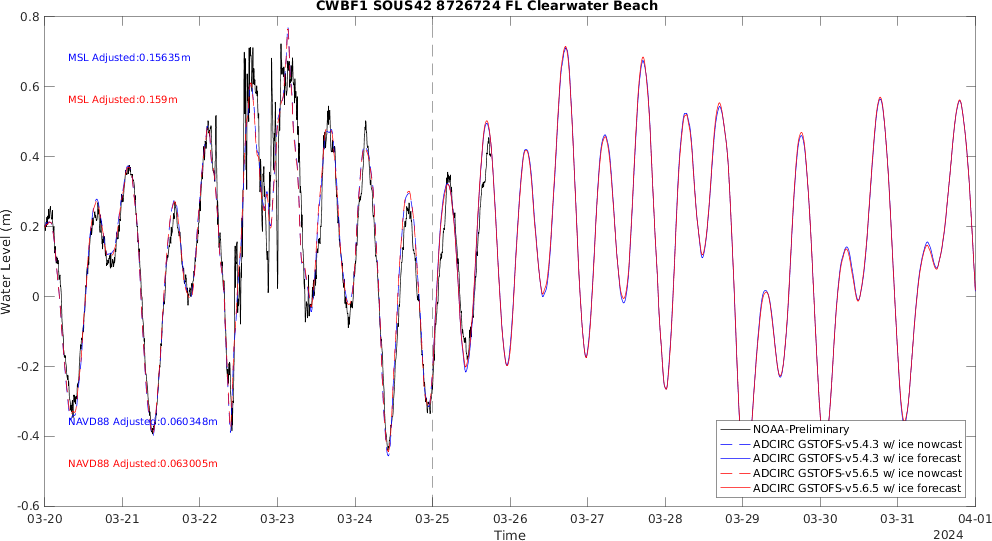 CWBF1 SOUS42 8726724 FL Clearwater Beach
0.8
0.6
0.4
0.2
0
-0.2
-0.4
-0.6
Water Level (m)
MSL Adjusted:0.15635m
MSL Adjusted:0.159m
NAVD88 Adjusted:0.060348m
NAVD88 Adjusted:0.063005m
NOAA-Preliminary
ADCIRC GSTOFS-v5.4.3 w/ ice nowcast
ADCIRC GSTOFS-v5.4.3 w/ ice forecast
ADCIRC GSTOFS-v5.6.5 w/ ice nowcast
ADCIRC GSTOFS-v5.6.5 w/ ice forecast
03-20 03-21 03-22 03-23 03-24 03-25 03-26 03-27 03-28 03-29 03-30 03-31 04-01
Time
2024